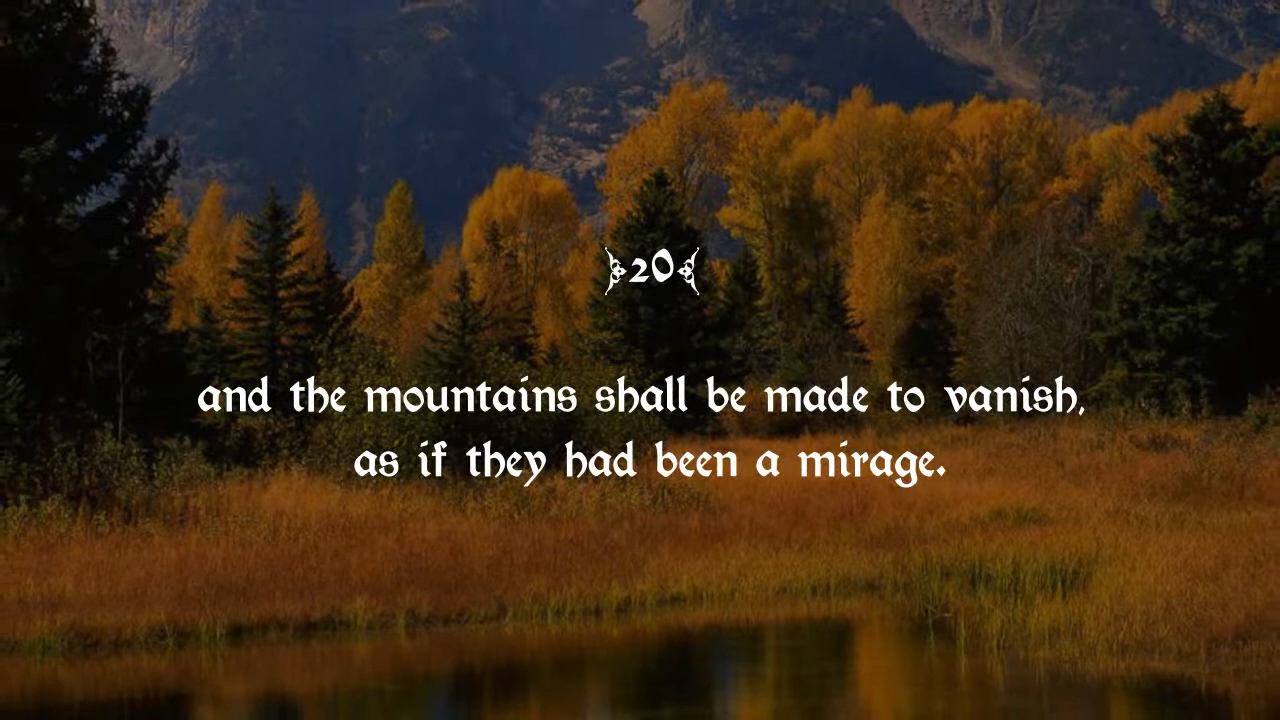 20
and the mountains shall be made to vanish,
as if they had been a mirage.